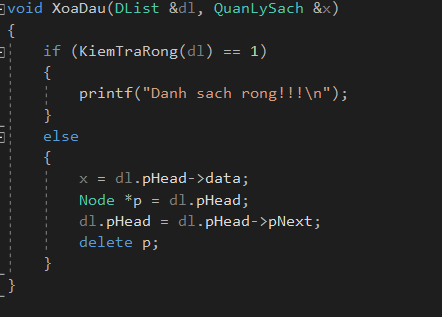 void XoaDau(DList &dl, QuanLySach &x)
{
    if (KiemTraRong(dl) == 1)
    {
        printf("Danh sach rong!!!\n");
    }
    else
    {
        x = dl.pHead->data;
        Node *p = dl.pHead;
        dl.pHead = dl.pHead->pNext;
        delete p;
    }
}